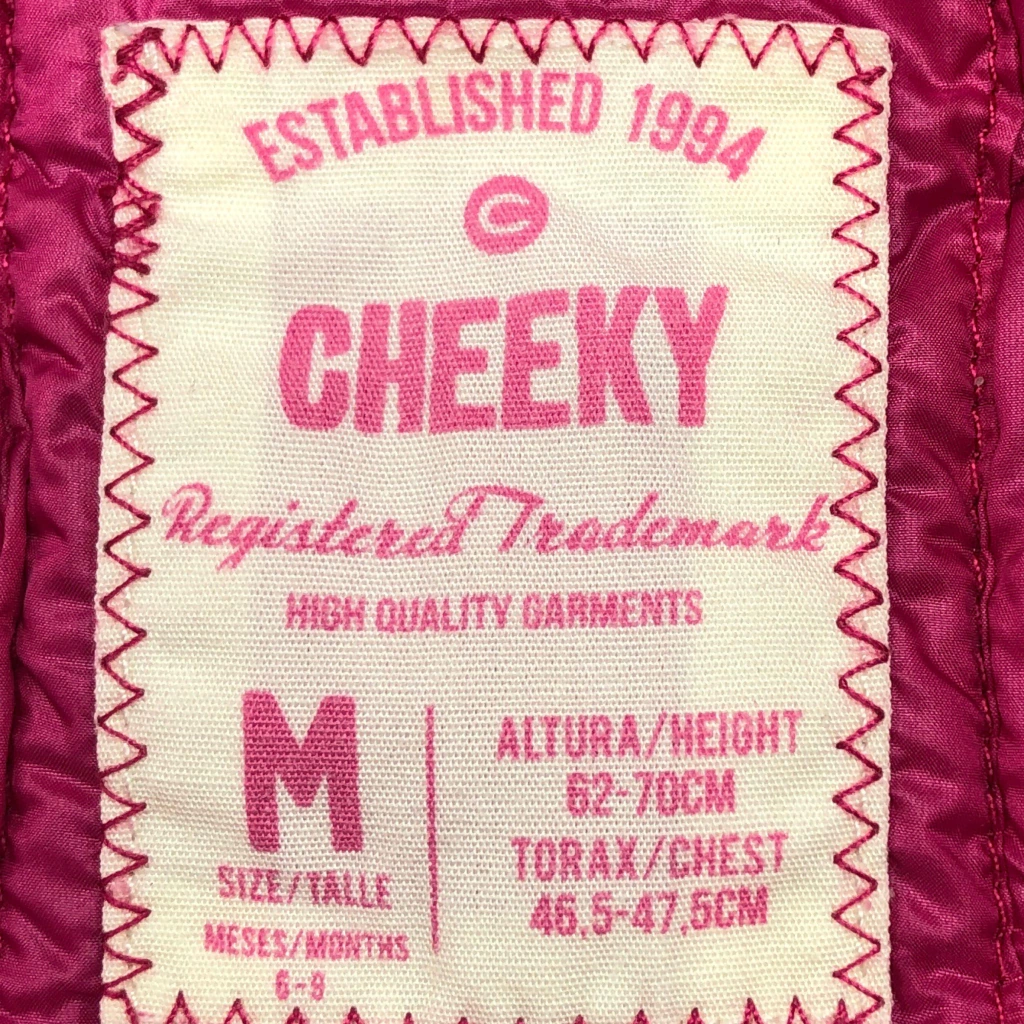 ESTABLISHED 1994
C
CHEEKY
Registered Trademark
HIGH QUALITY GARMENTS
M
SIZE/TALLE
MESES/MONTHS
6-9
ALTURA/HEIGHT
62-70CM
TORAX/CHEST
46,5-47,5CM